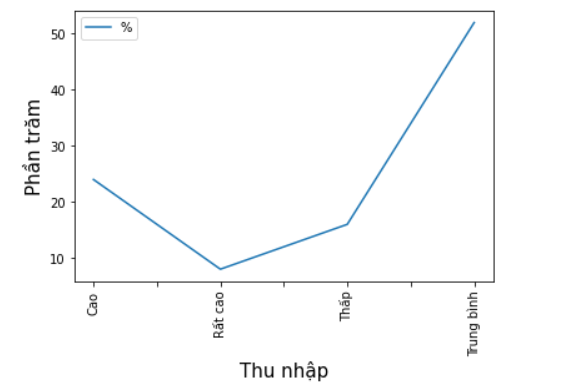 %
50
40
30
20
10
Phần trăm
Cao
Rất cao
Thấp
Trung bình
Thu nhập